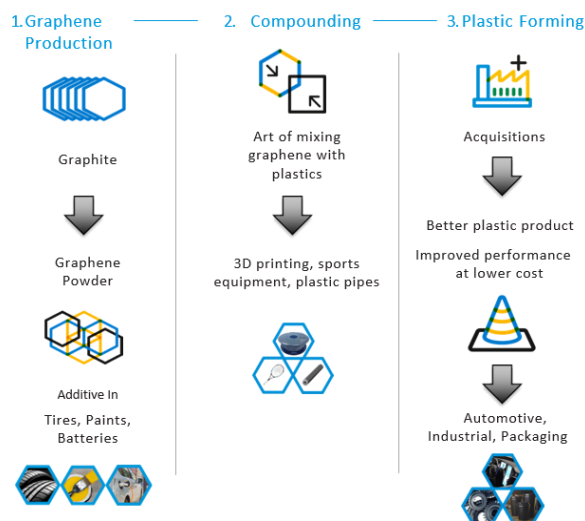 1. Graphene
Production
Graphite
Graphene
Powder
Additive In
Tires, Paints,
Batteries
2. Compounding
Art of mixing
graphene with
plastics
3D printing, sports
equipment, plastic pipes
3. Plastic Forming
Acquisitions
Better plastic product
Improved performance
at lower cost
Automotive,
Industrial, Packaging